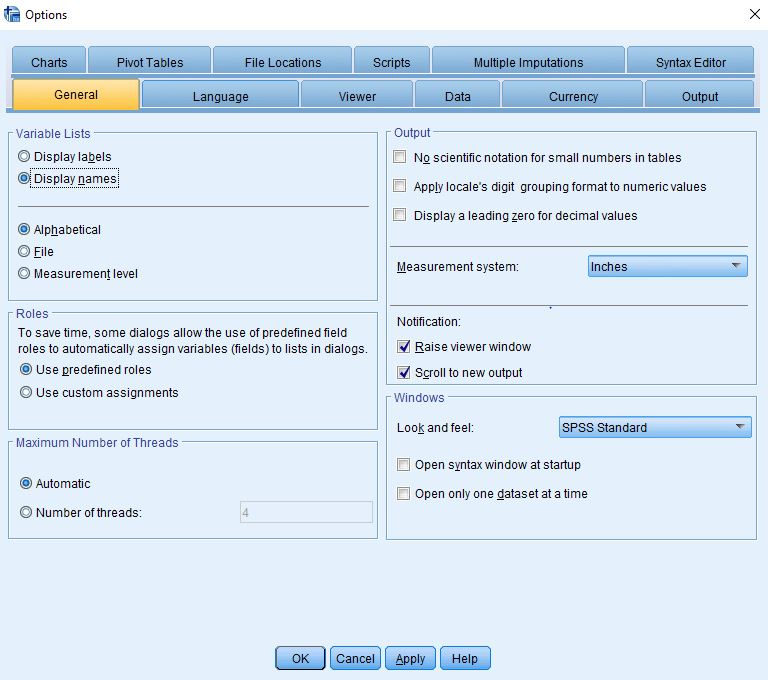 Options
Charts
Pivot Tables
File Locations
Scripts
Multiple Imputations
Syntax Editor
General
Language
Viewer
Data
Currency
Output
Variable Lists
Display labels
Display names
Alphabetical
File
Measurement level
Roles
To save time, some dialogs allow the use of predefined field
roles to automatically assign variables (fields) to lists in dialogs.
Use predefined roles
Use custom assignments
Maximum Number of Threads
Automatic
Number of threads:
4
Output
No scientific notation for small numbers in tables
Apply locale's digit grouping format to numeric values
Display a leading zero for decimal values
Measurement system:
Inches
Notification:
Raise viewer window
Scroll to new output
Windows
Look and feel:
SPSS Standard
Open syntax window at startup
Open only one dataset at a time
OK
Cancel
Apply
Help